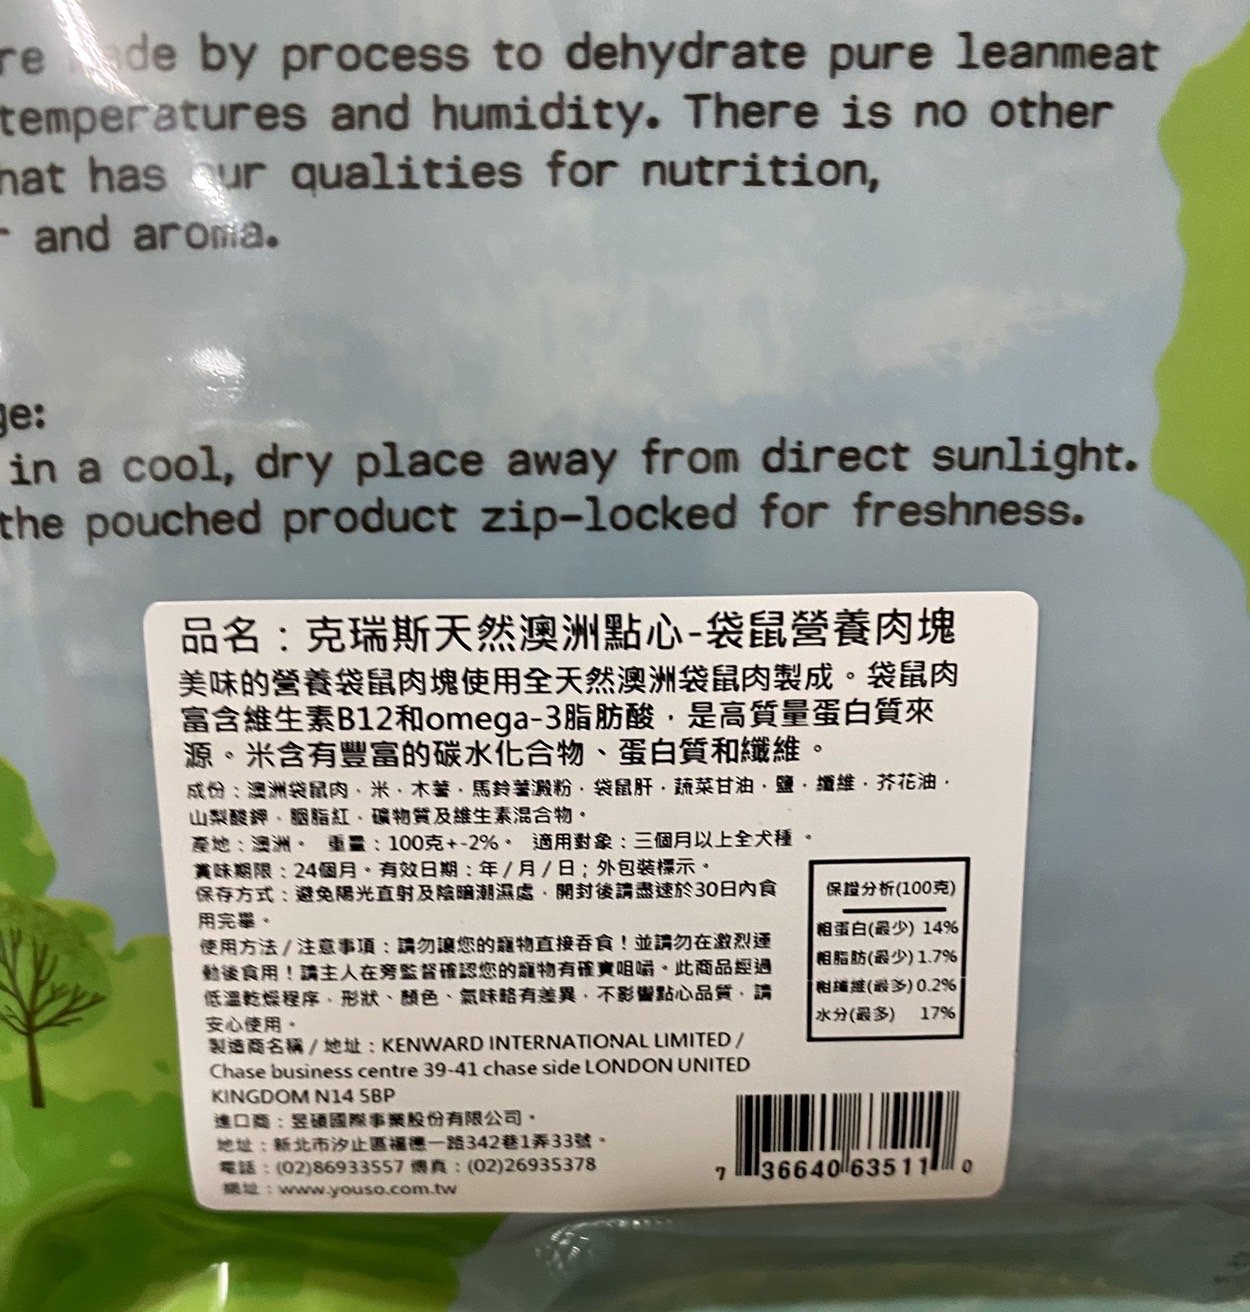 re made by process to dehydrate pure leanmeat
temperatures and humidity. There is no other
hat has our qualities for nutrition,
r and aroma.
ge:
in a cool, dry place away from direct sunlight.
the pouched product zip-locked for freshness.
品名：克瑞斯天然澳洲點心-袋鼠營養肉塊
美味的營養袋鼠肉塊使用全天然澳洲袋鼠肉製成。袋鼠肉
富含維生素B12和omega-3脂肪酸，是高質量蛋白質來
源。米含有豐富的碳水化合物、蛋白質和纖維。
成份：澳洲袋鼠肉、米、木薯、馬鈴薯澱粉、袋鼠肝、蔬菜甘油、鹽、纖維、芥花油、
山梨酸鉀、胭脂紅、礦物質及維生素混合物。
產地：澳洲。 重量：100克+-2%。 適用對象：三個月以上全犬種。
賞味期限：24個月。有效日期：年/月/日；外包裝標示。
保存方式：避免陽光直射及陰暗潮濕處，開封後請盡速於30日內食
用完畢。
使用方法/注意事項：請勿讓您的寵物直接吞食！並請勿在激烈運
動後食用！請主人在旁監督確認您的寵物有確實咀嚼。此商品經過
低溫乾燥程序，形狀、顏色、氣味略有差異，不影響點心品質，請
安心使用。
製造商名稱/地址：KENWARD INTERNATIONAL LIMITED /
Chase business centre 39-41 chase side LONDON UNITED
KINGDOM N14 5BP
進口商：昱碩國際事業股份有限公司。
地址：新北市汐止區福德一路342巷1弄33號。
電話：(02)86933557 傳真：(02)26935378
網址：www.youso.com.tw
保證分析(100克)
粗蛋白(最少) 14%
粗脂肪(最少) 1.7%
粗纖維(最多) 0.2%
水分(最多) 17%
7 36640 63511 0